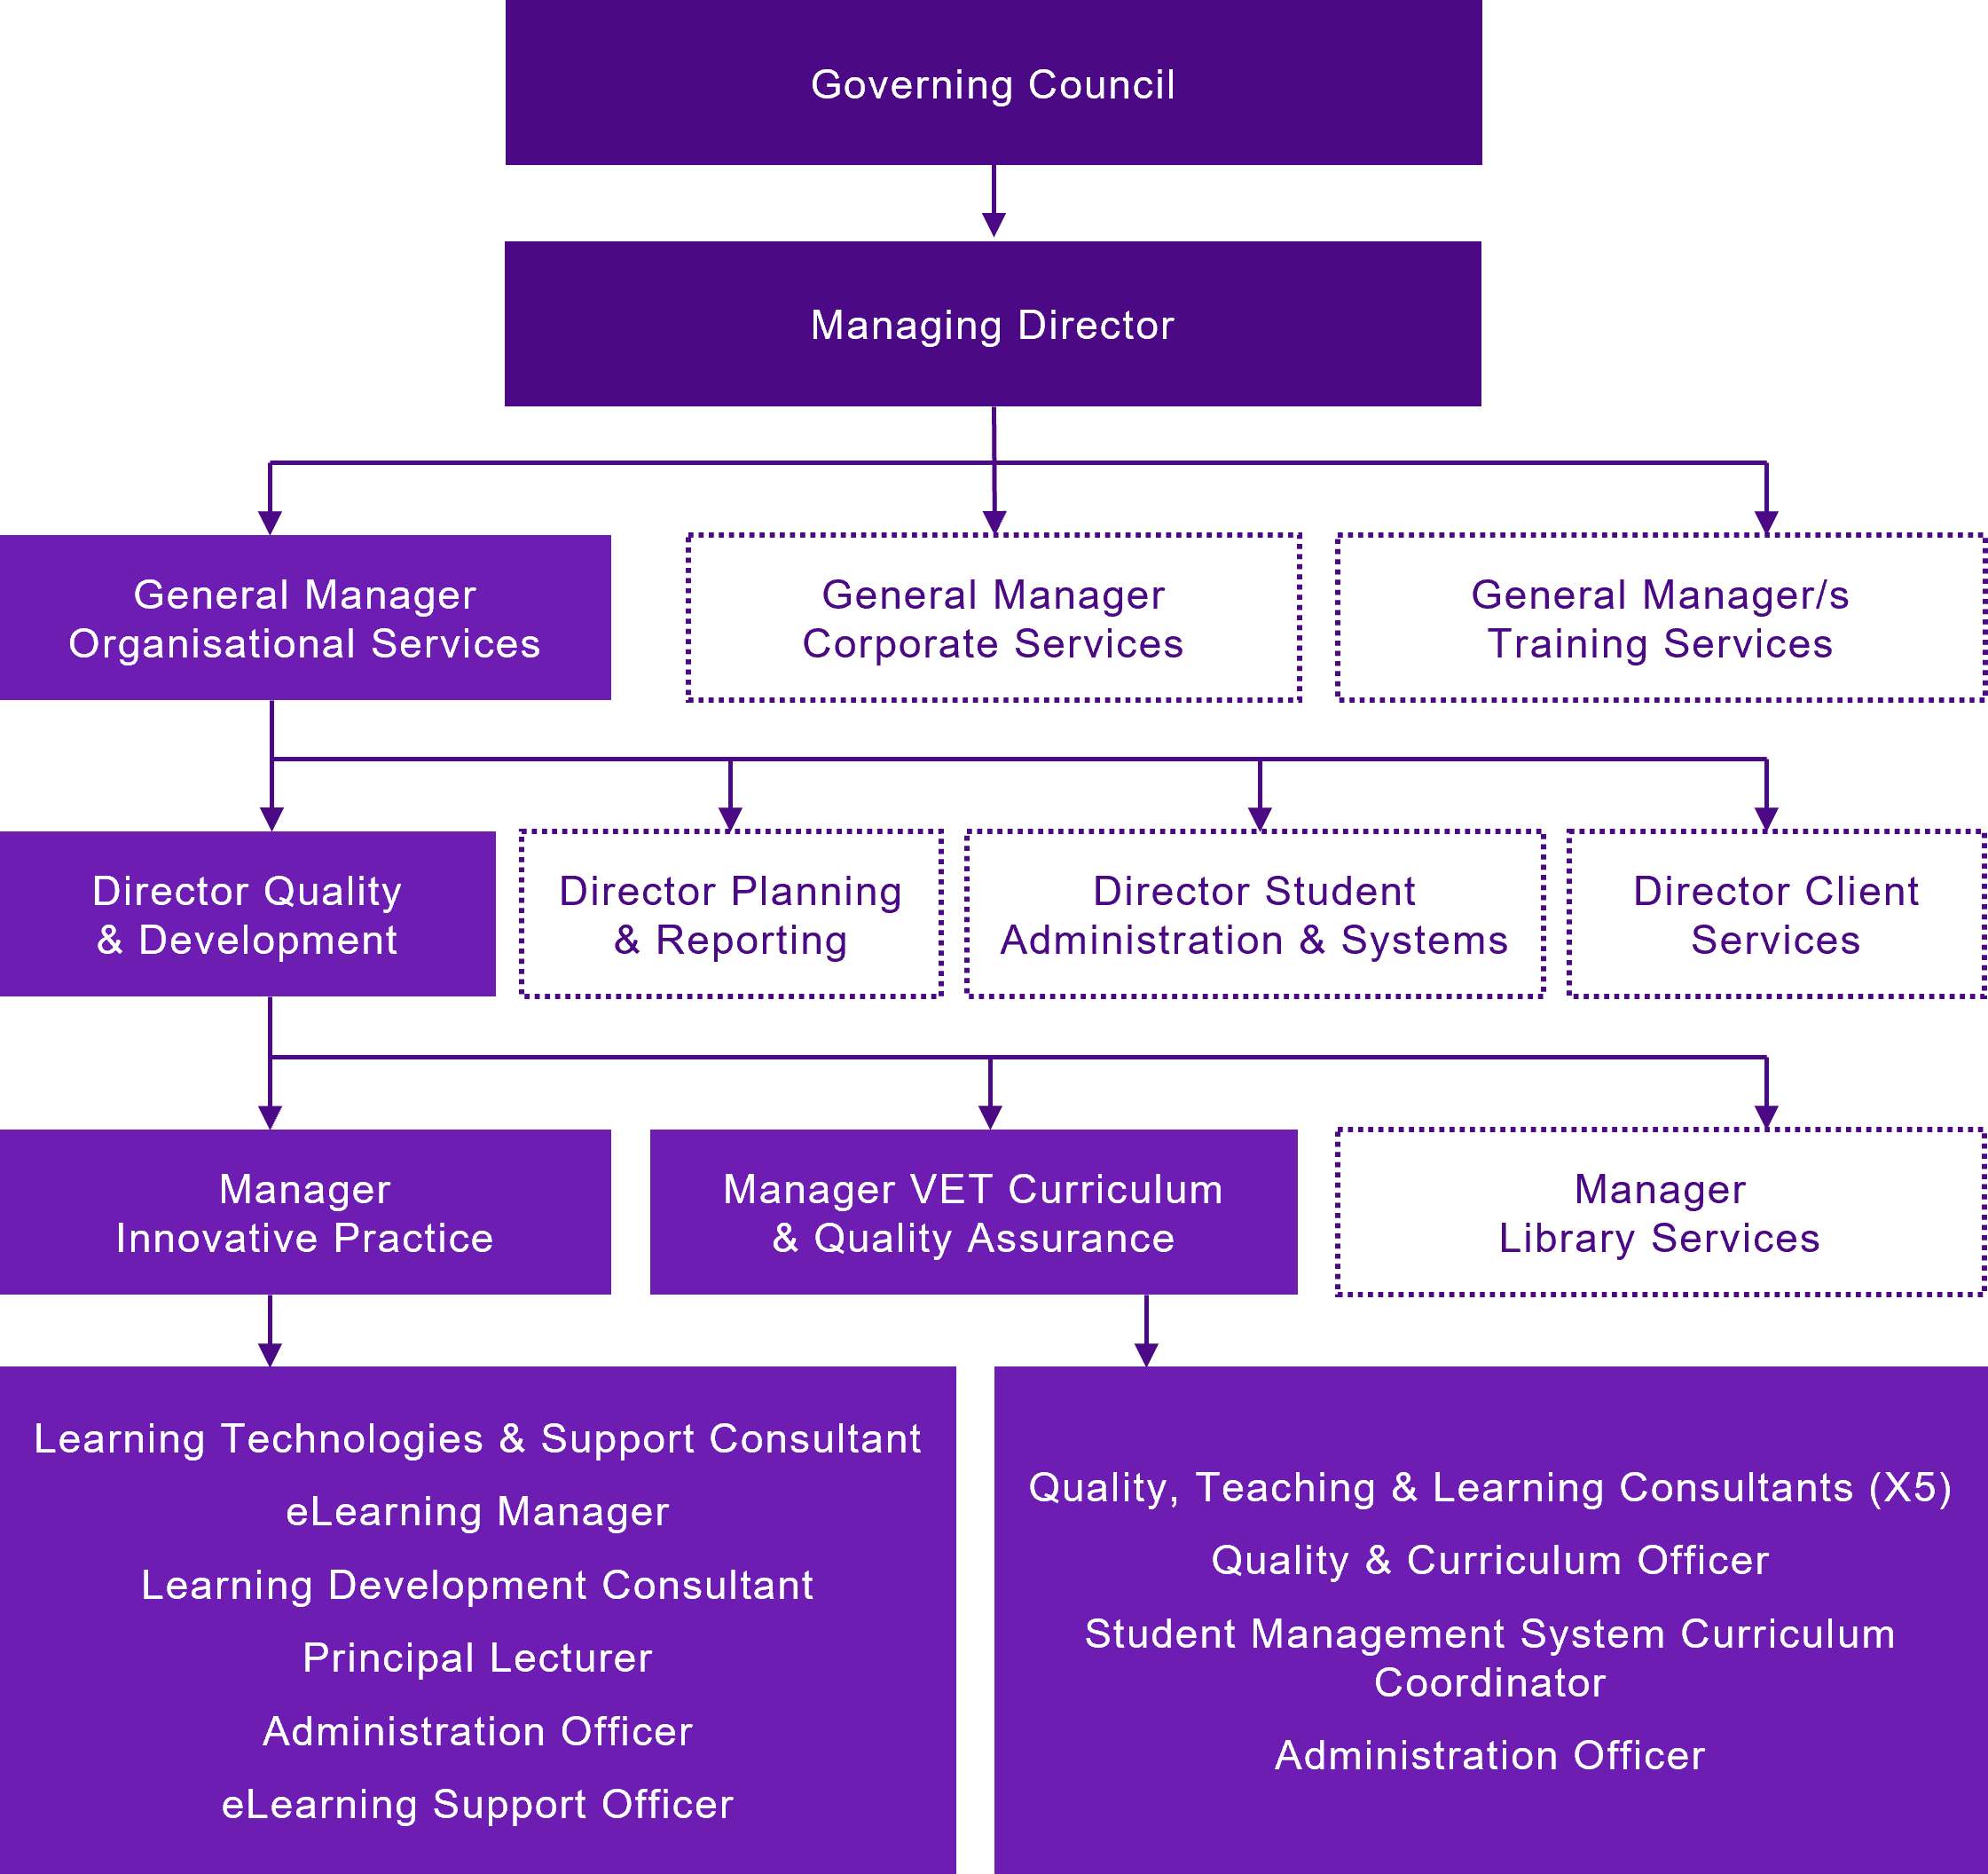 Governing Council
Managing Director
General Manager
Organisational Services
General Manager
Corporate Services
General Manager/s
Training Services
Director Quality
& Development
Director Planning
& Reporting
Director Student
Administration & Systems
Director Client
Services
Manager
Innovative Practice
Manager VET Curriculum
& Quality Assurance
Manager
Library Services
Learning Technologies & Support Consultant
eLearning Manager
Learning Development Consultant
Principal Lecturer
Administration Officer
eLearning Support Officer
Quality, Teaching & Learning Consultants (X5)
Quality & Curriculum Officer
Student Management System Curriculum
Coordinator
Administration Officer